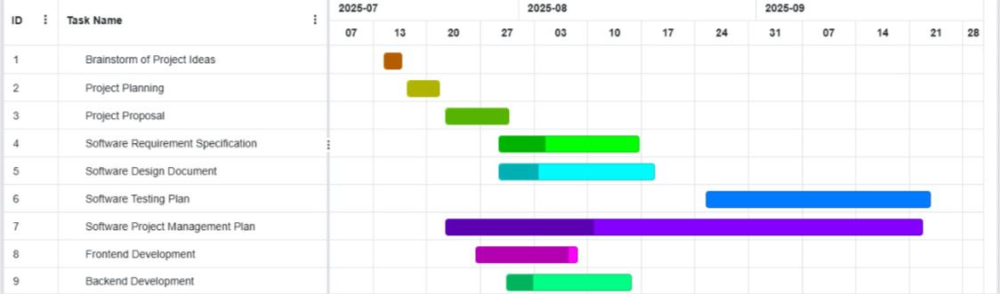 2025-07 2025-08 2025-09
ID Task Name
07 13 20 27 03 10 17 24 31 07 14 21 28
1 Brainstorm of Project Ideas
2 Project Planning
3 Project Proposal
4 Software Requirement Specification
5 Software Design Document
6 Software Testing Plan
7 Software Project Management Plan
8 Frontend Development
9 Backend Development